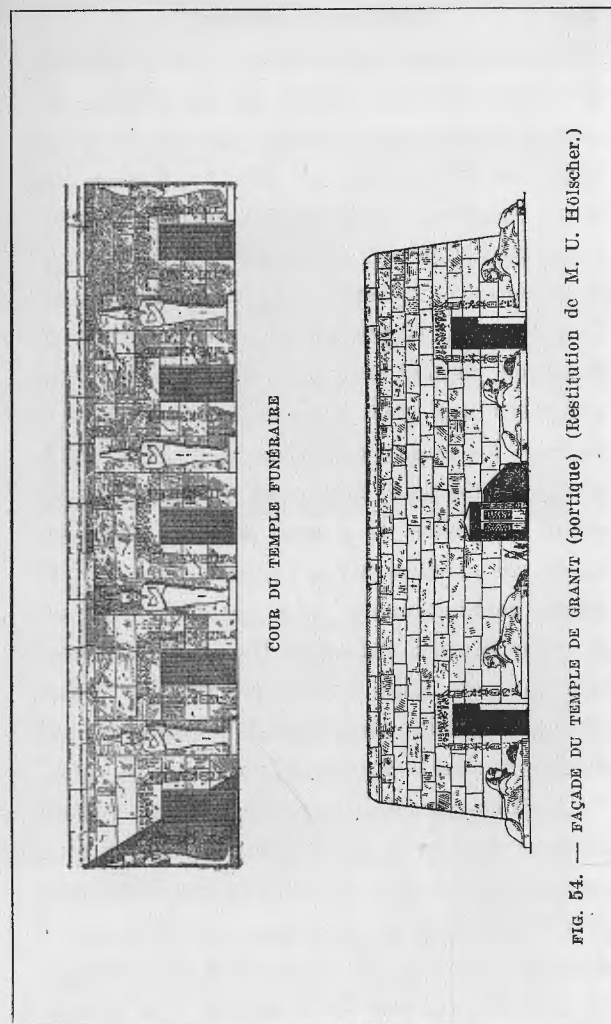 COUR DU TEMPLE FUNÉRAIRE
FIG. 54. — FAÇADE DU TEMPLE DE GRANIT (portique) (Restitution de M. U. Hölscher.)